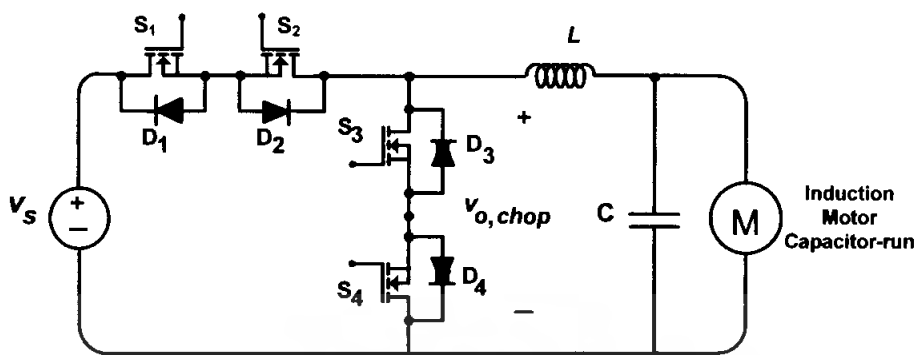 S1
S2
L
D1
D2
+
S3
D3
vs
+
−
vo, chop
C
M
Induction
Motor
Capacitor-run
S4
D4
−